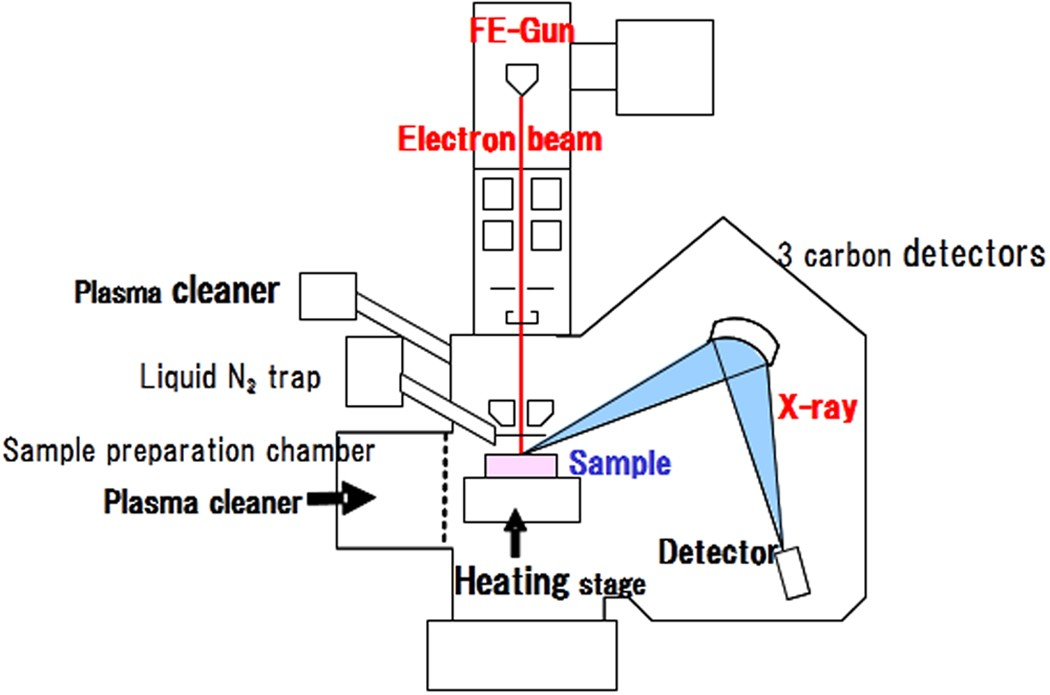 FE-Gun
Electron beam
3 carbon detectors
Plasma cleaner
Liquid N₂ trap
X-ray
Sample preparation chamber
Sample
Plasma cleaner
Detector
Heating stage